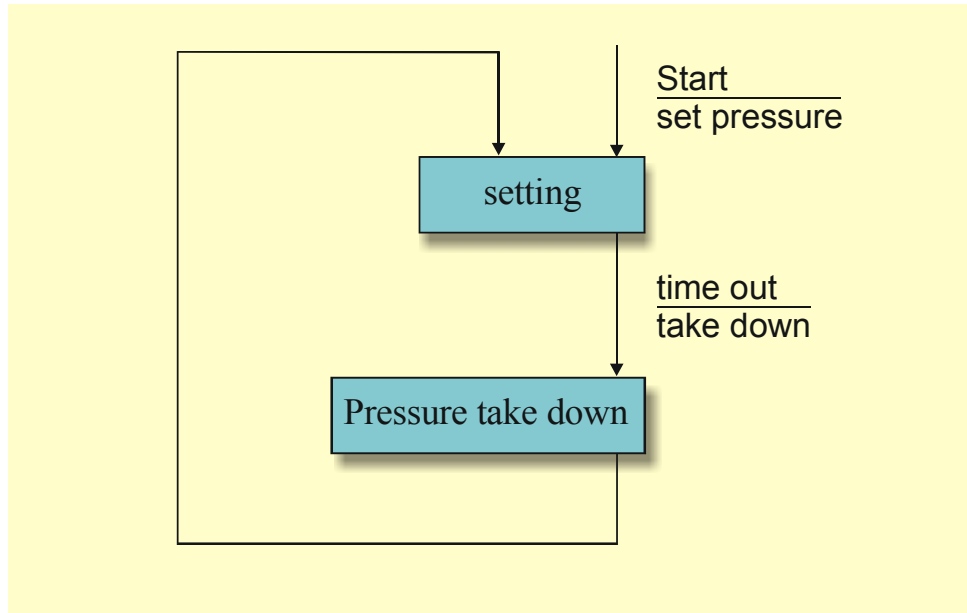 Start
set pressure
setting
time out
take down
Pressure take down